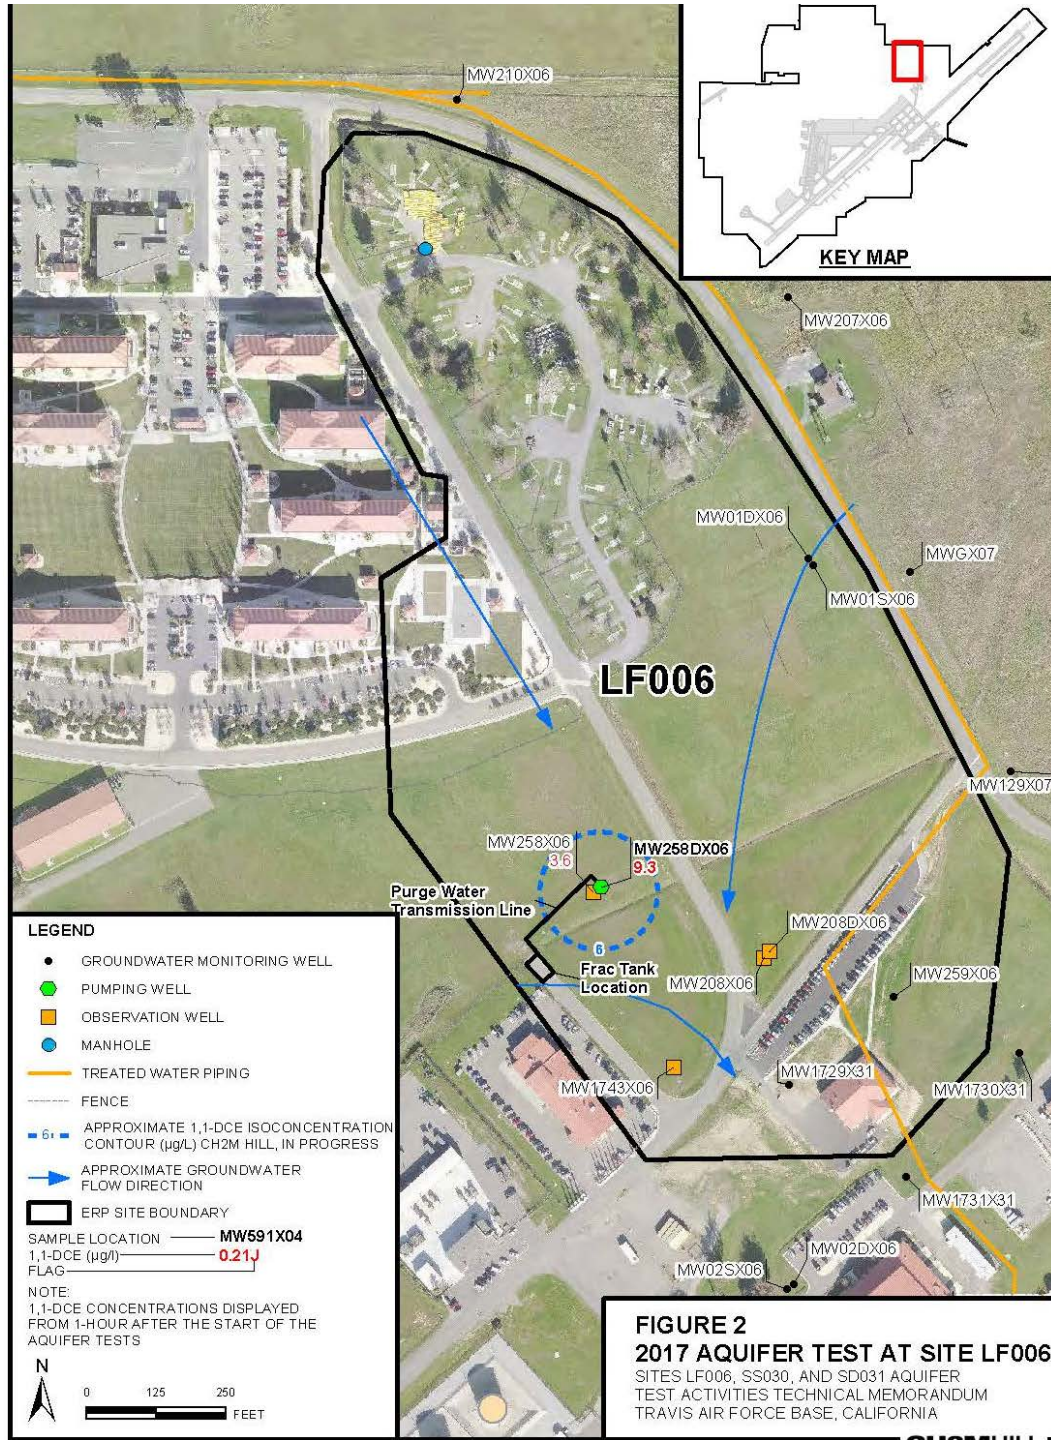 MW210X06
KEY MAP
MW207X06
MW01DX06
MWGX07
MW01SX06
LF006
MW129X07
MW258X06
3.6
MW258DX06
9.3
Purge Water
Transmission Line
6
MW208DX06
Frac Tank
Location
MW208X06
MW259X06
MW1743X06
MW1729X31
MW1730X31
MW1731X31
MW02DX06
MW02SX06
LEGEND
GROUNDWATER MONITORING WELL
PUMPING WELL
OBSERVATION WELL
MANHOLE
TREATED WATER PIPING
FENCE
6 APPROXIMATE 1,1-DCE ISOCONCENTRATION
CONTOUR (µg/L) CH2M HILL, IN PROGRESS
APPROXIMATE GROUNDWATER
FLOW DIRECTION
ERP SITE BOUNDARY
SAMPLE LOCATION MW591X04
1,1-DCE (µg/l) 0.21J
FLAG
NOTE:
1,1-DCE CONCENTRATIONS DISPLAYED
FROM 1-HOUR AFTER THE START OF THE
AQUIFER TESTS
N
0 125 250
FEET
FIGURE 2
2017 AQUIFER TEST AT SITE LF006
SITES LF006, SS030, AND SD031 AQUIFER
TEST ACTIVITIES TECHNICAL MEMORANDUM
TRAVIS AIR FORCE BASE, CALIFORNIA